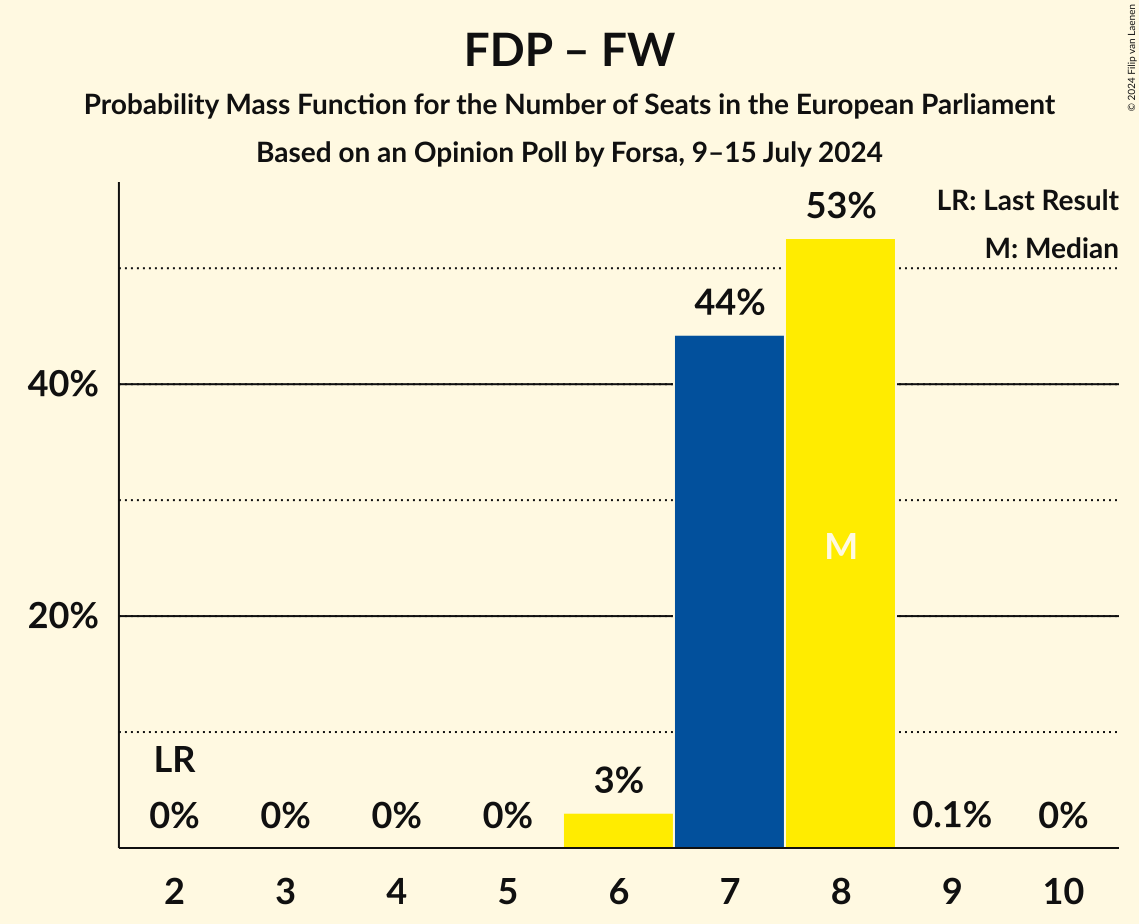 FDP – FW
Probability Mass Function for the Number of Seats in the European Parliament
Based on an Opinion Poll by Forsa, 9–15 July 2024
© 2024 Filip van Laenen
LR: Last Result
M: Median
53%
44%
40%
M
20%
LR
3%
0% 0% 0% 0% 0.1% 0%
2 3 4 5 6 7 8 9 10